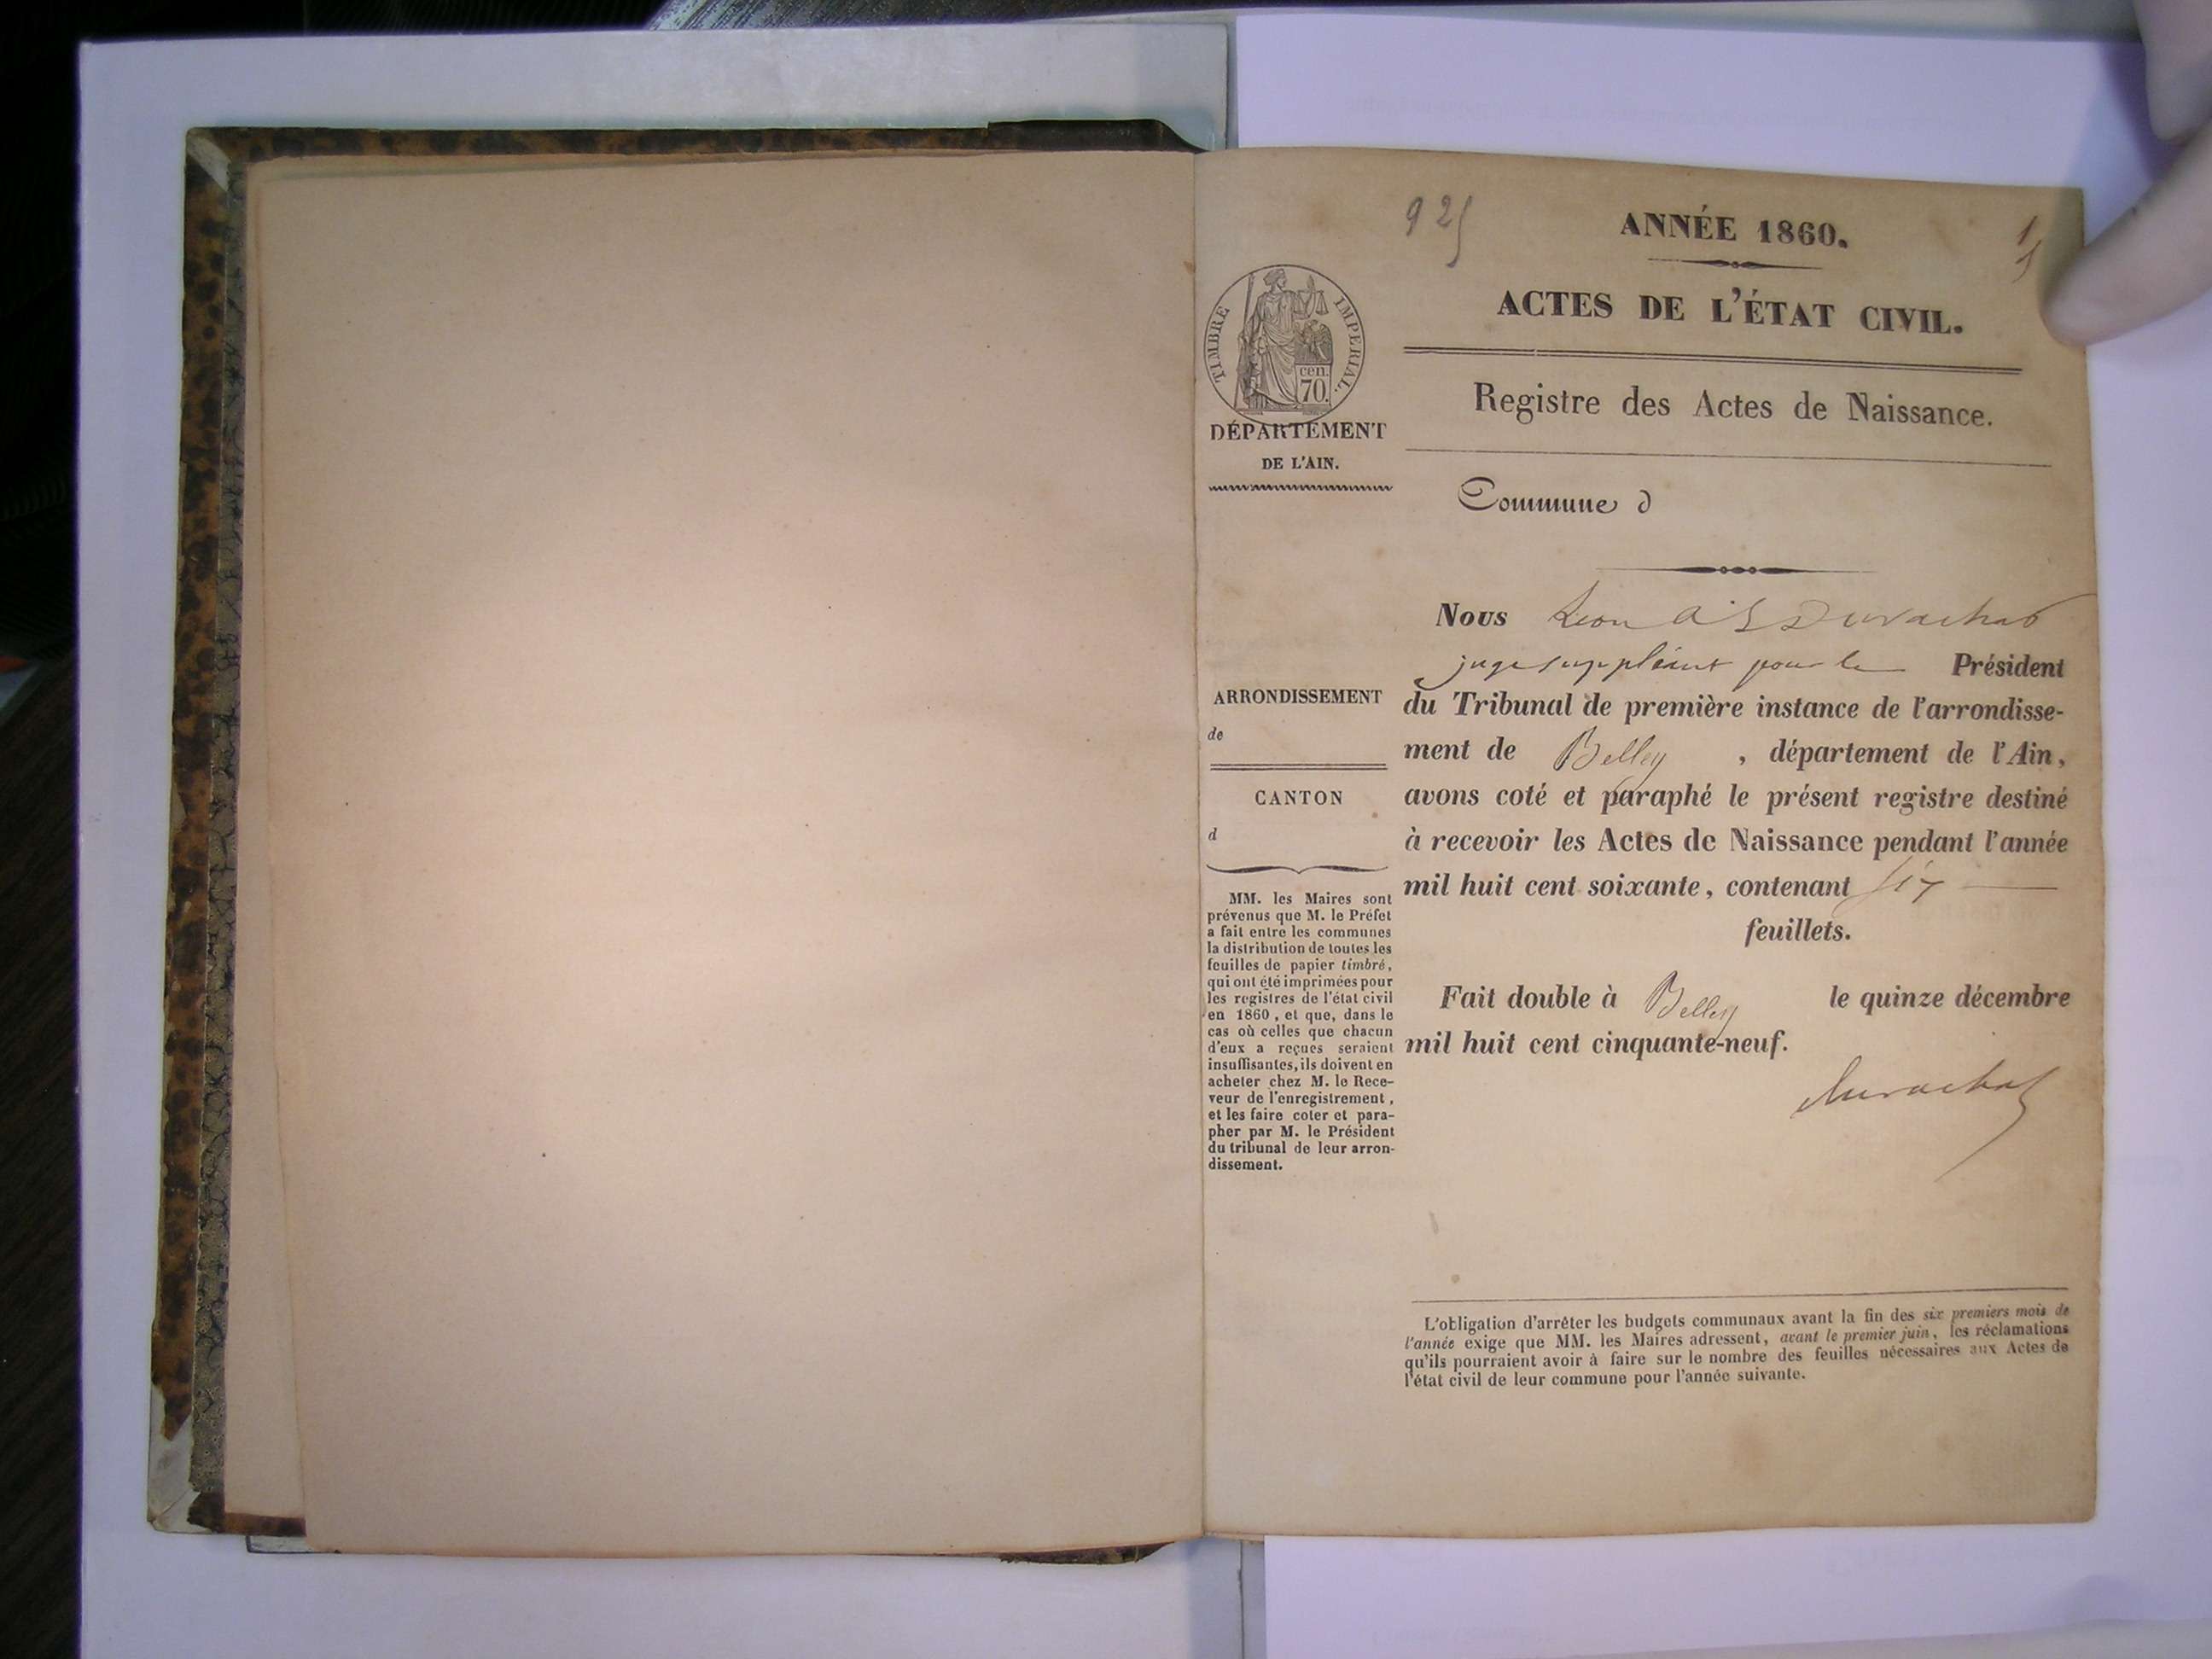 925
ANNÉE 1860.
1
ACTES DE L'ÉTAT CIVIL.
TIMBRE IMPERIAL.
cen.
70.
DÉPARTEMENT
DE L'AIN.
Registre des Actes de Naissance.
Commune d
ARRONDISSEMENT
de
CANTON
d
MM. les Maires sont
prévenus que M. le Préfet
a fait entre les communes
la distribution de toutes les
feuilles de papier timbré,
qui ont été imprimées pour
les registres de l'état civil
en 1860, et que, dans le
cas où celles que chacun
d'eux a reçues seraient
insuffisantes, ils doivent en
acheter chez M. le Rece-
veur de l'enregistrement,
et les faire coter et para-
pher par M. le Président
du tribunal de leur arron-
dissement.
Nous Léon
juge suppléant pour le Président
du Tribunal de première instance de l'arrondisse-
ment de Belley, département de l'Ain,
avons coté et paraphé le présent registre destiné
à recevoir les Actes de Naissance pendant l'année
mil huit cent soixante, contenant six
feuillets.
Fait double à Belley le quinze décembre
mil huit cent cinquante-neuf.
L'obligation d'arrêter les budgets communaux avant la fin des six premiers mois de
l'année exige que MM. les Maires adressent, avant le premier juin, les réclamations
qu'ils pourraient avoir à faire sur le nombre des feuilles nécessaires aux Actes de
l'état civil de leur commune pour l'année suivante.